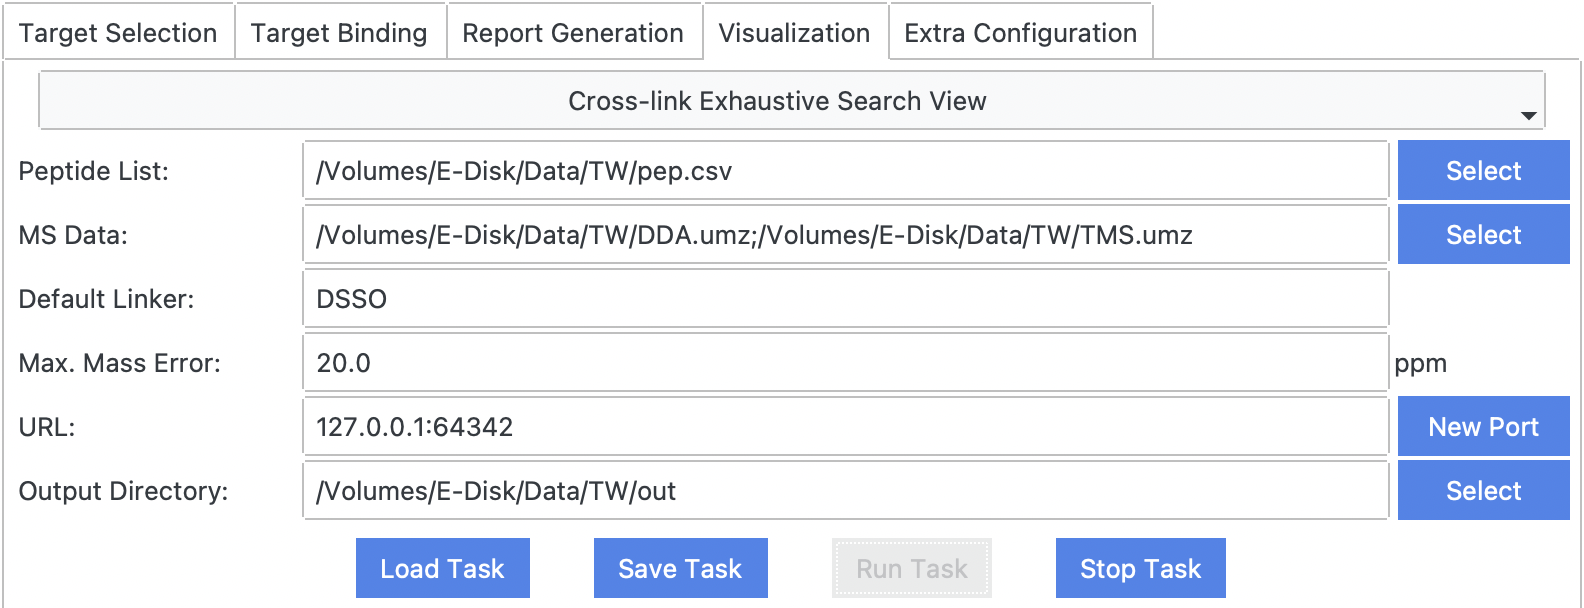 Target Selection Target Binding Report Generation Visualization Extra Configuration
Cross-link Exhaustive Search View
Peptide List: /Volumes/E-Disk/Data/TW/pep.csv Select
MS Data: /Volumes/E-Disk/Data/TW/DDA.umz;/Volumes/E-Disk/Data/TW/TMS.umz Select
Default Linker: DSSO
Max. Mass Error: 20.0 ppm
URL: 127.0.0.1:64342 New Port
Output Directory: /Volumes/E-Disk/Data/TW/out Select
Load Task Save Task Run Task Stop Task